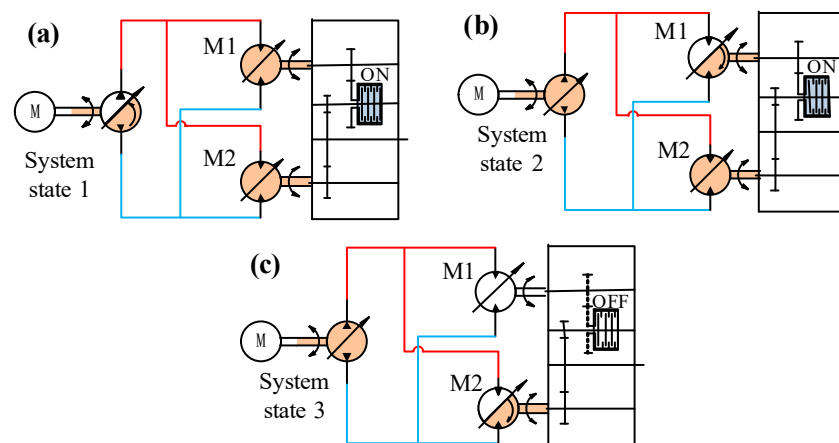 (a)
M1
ON
M
System
state 1
M2
(b)
M1
ON
M
System
state 2
M2
(c)
M1
OFF
M
System
state 3
M2